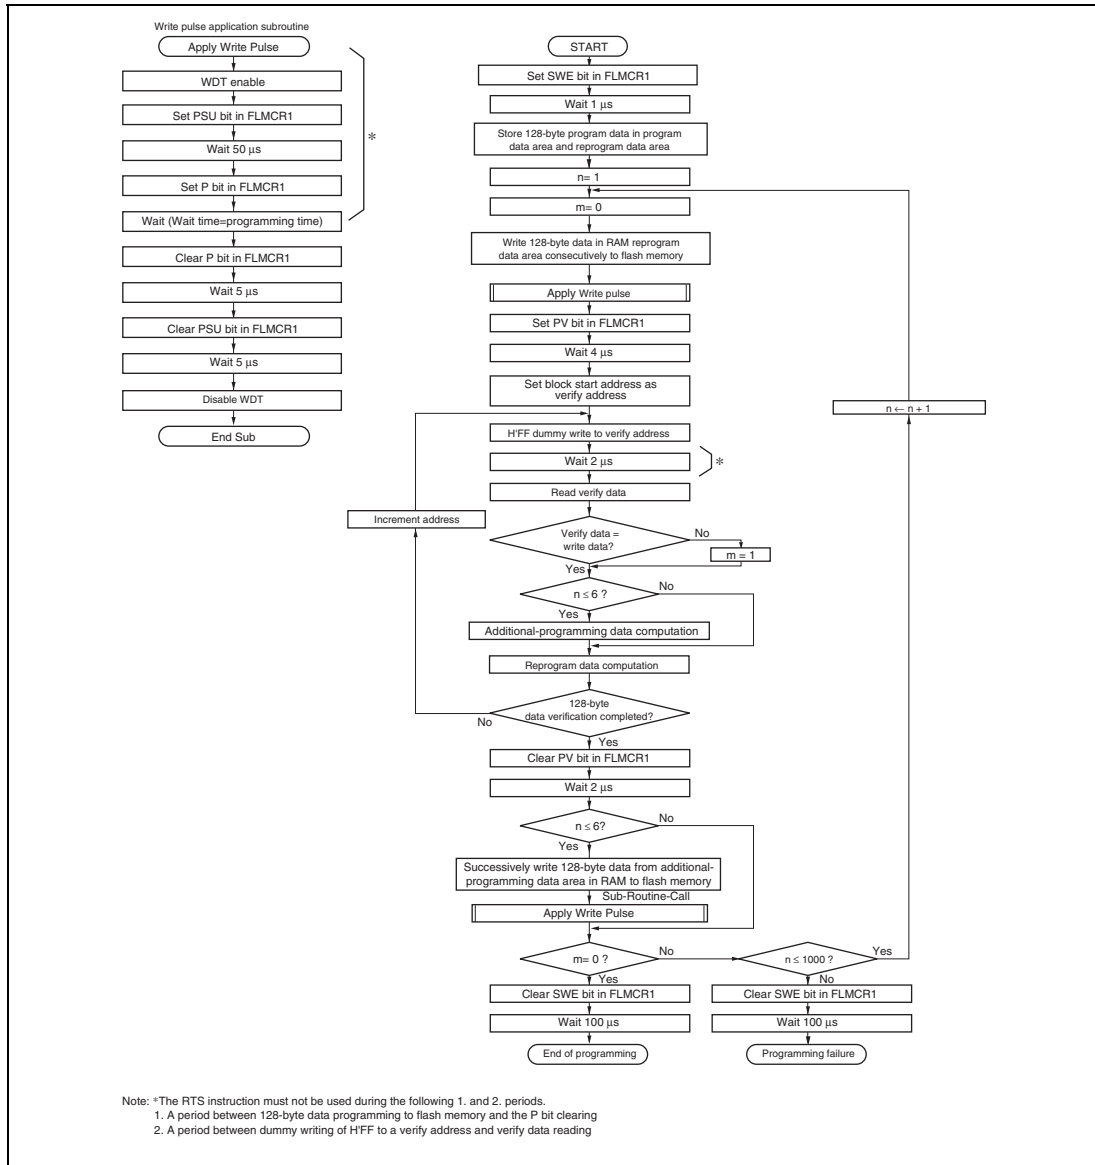 Write pulse application subroutine
Apply Write Pulse
WDT enable
Set PSU bit in FLMCR1
Wait 50 µs
Set P bit in FLMCR1
Wait (Wait time=programming time)
Clear P bit in FLMCR1
Wait 5 µs
Clear PSU bit in FLMCR1
Wait 5 µs
Disable WDT
End Sub
*
START
Set SWE bit in FLMCR1
Wait 1 µs
Store 128-byte program data in program
data area and reprogram data area
n= 1
m= 0
Write 128-byte data in RAM reprogram
data area consecutively to flash memory
Apply Write pulse
Set PV bit in FLMCR1
Wait 4 µs
Set block start address as
verify address
n ← n + 1
H'FF dummy write to verify address
Wait 2 µs
*
Read verify data
Increment address
Verify data =
write data?
No
m = 1
Yes
n ≤ 6 ?
No
Yes
Additional-programming data computation
Reprogram data computation
128-byte
data verification completed?
No
Yes
Clear PV bit in FLMCR1
Wait 2 µs
n ≤ 6?
No
Yes
Successively write 128-byte data from additional-
programming data area in RAM to flash memory
Sub-Routine-Call
Apply Write Pulse
m= 0 ?
No
n ≤ 1000 ?
Yes
Yes
No
Clear SWE bit in FLMCR1
Clear SWE bit in FLMCR1
Wait 100 µs
Wait 100 µs
End of programming
Programming failure
Note: *The RTS instruction must not be used during the following 1. and 2. periods.
1. A period between 128-byte data programming to flash memory and the P bit clearing
2. A period between dummy writing of H'FF to a verify address and verify data reading